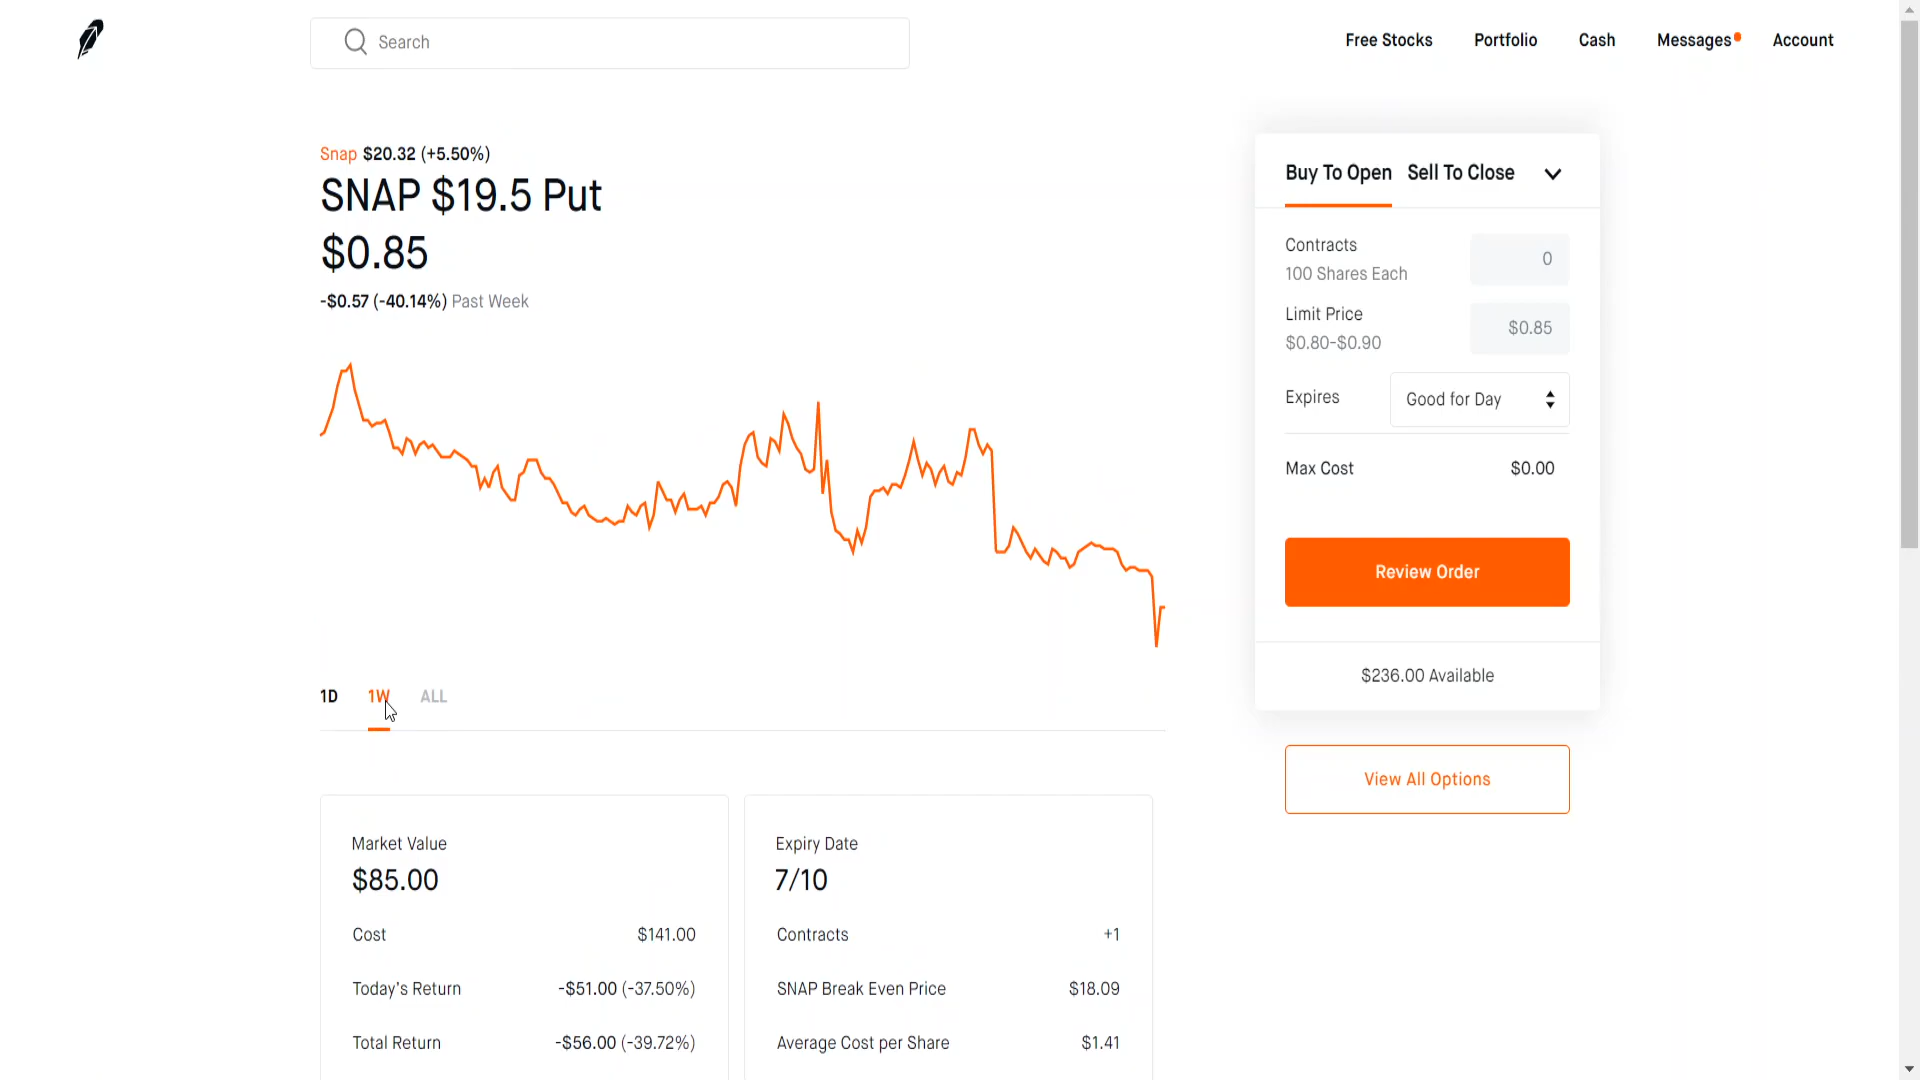 Search
Free Stocks
Portfolio
Cash
Messages
Account
Snap $20.32 (+5.50%)
SNAP $19.5 Put
$0.85
-$0.57 (-40.14%) Past Week
1D
1W
ALL
Buy To Open
Sell To Close
Contracts
100 Shares Each
0
Limit Price
$0.80-$0.90
$0.85
Expires
Good for Day
Max Cost
$0.00
Review Order
$236.00 Available
View All Options
Market Value
$85.00
Cost
$141.00
Today's Return
-$51.00 (-37.50%)
Total Return
-$56.00 (-39.72%)
Expiry Date
7/10
Contracts
+1
SNAP Break Even Price
$18.09
Average Cost per Share
$1.41